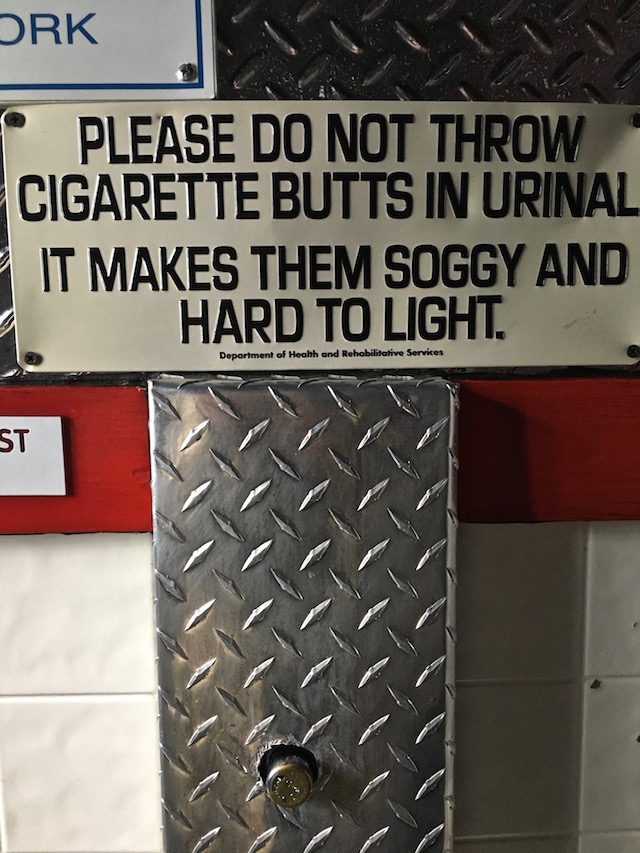 ORK
PLEASE DO NOT THROW
CIGARETTE BUTTS IN URINAL
IT MAKES THEM SOGGY AND
HARD TO LIGHT.
Department of Health and Rehabilitative Services
ST